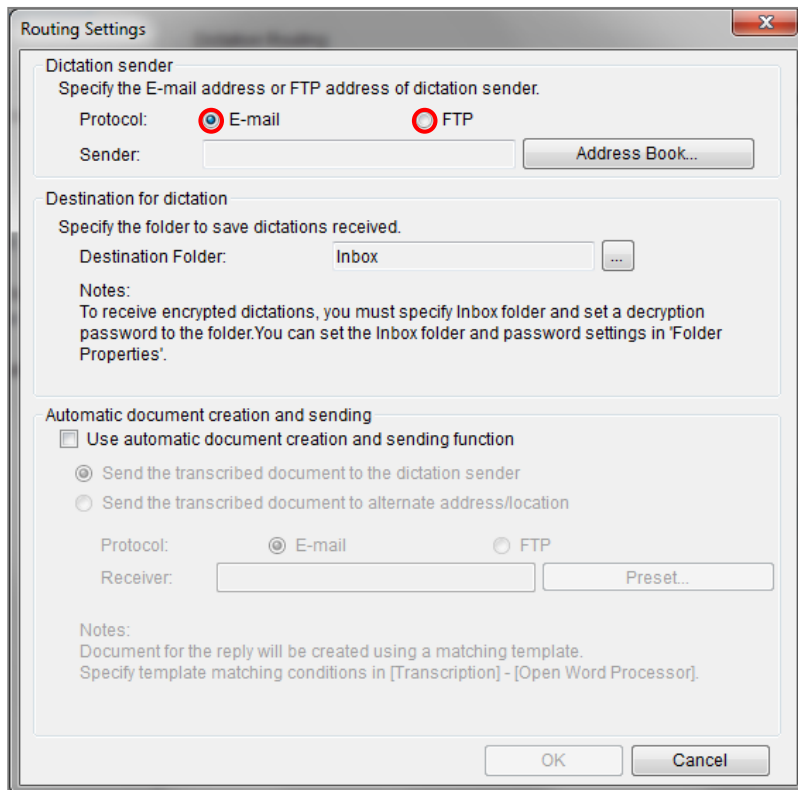 Routing Settings
Dictation Routing
Dictation sender
Specify the E-mail address or FTP address of dictation sender.
Protocol: E-mail FTP
Sender: Address Book...
Destination for dictation
Specify the folder to save dictations received.
Destination Folder: Inbox ...
Notes:
To receive encrypted dictations, you must specify Inbox folder and set a decryption
password to the folder.You can set the Inbox folder and password settings in 'Folder
Properties'.
Automatic document creation and sending
Use automatic document creation and sending function
Send the transcribed document to the dictation sender
Send the transcribed document to alternate address/location
Protocol: E-mail FTP
Receiver: Preset...
Notes:
Document for the reply will be created using a matching template.
Specify template matching conditions in [Transcription] - [Open Word Processor].
OK Cancel